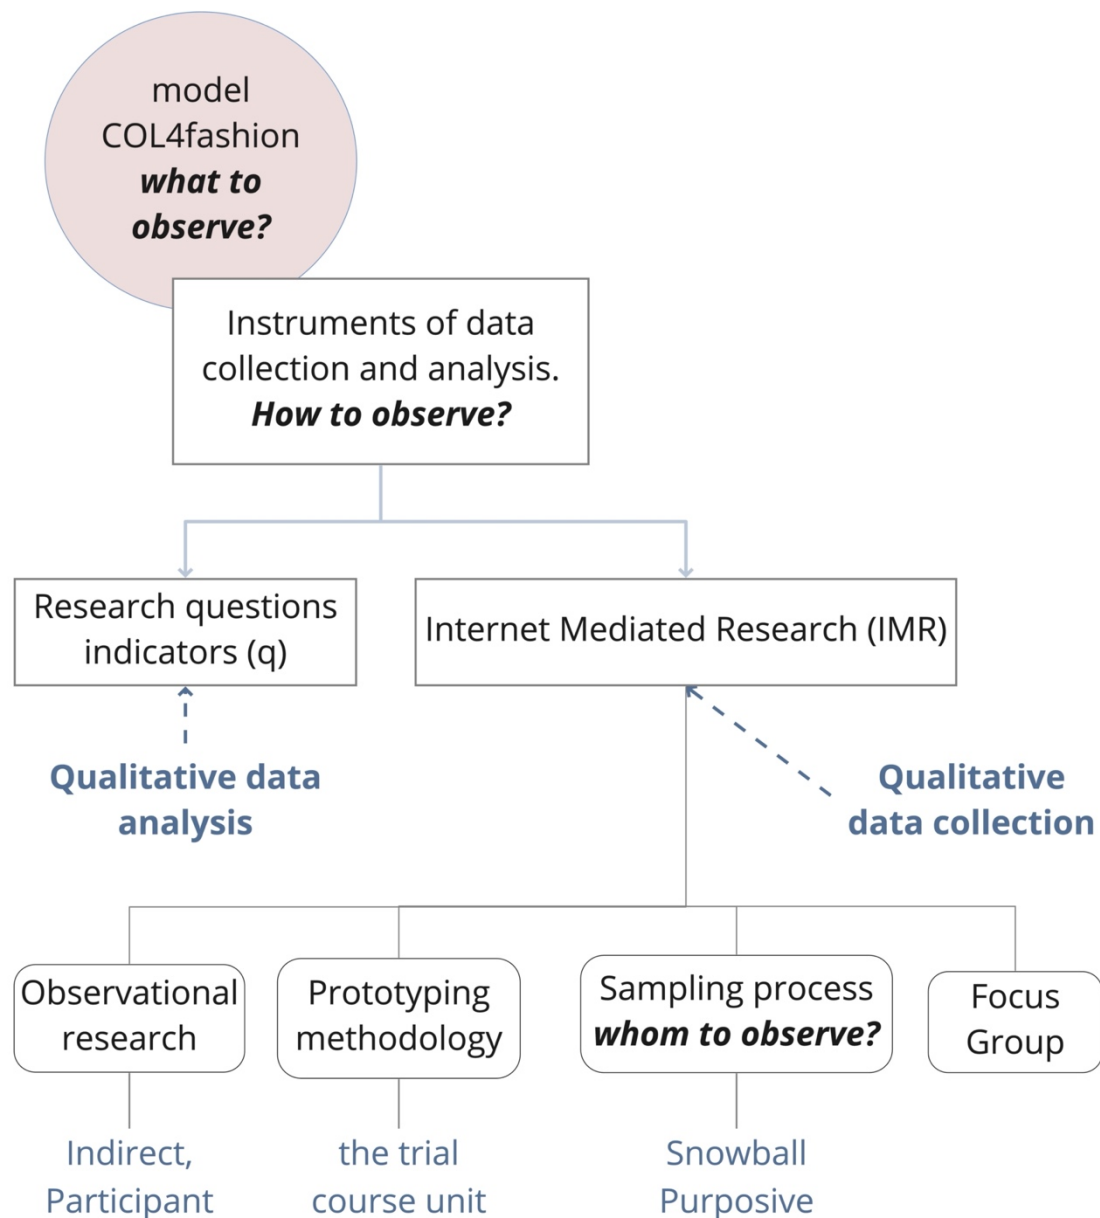 model
COL4fashion
what to
observe?
Instruments of data
collection and analysis.
How to observe?
Research questions
indicators (q)
Internet Mediated Research (IMR)
Qualitative data
analysis
Qualitative
data collection
Observational
research
Prototyping
methodology
Sampling process
whom to observe?
Focus
Group
Indirect,
Participant
the trial
course unit
Snowball
Purposive